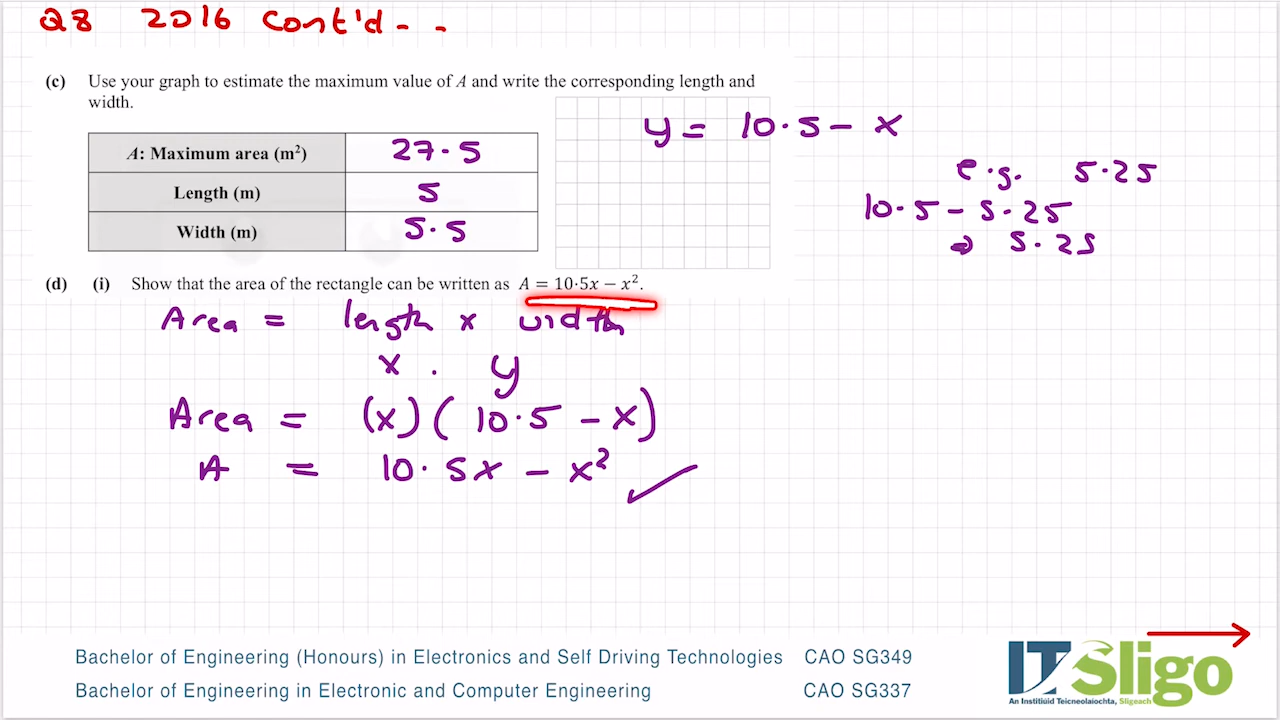 Q8 2016 Cont'd - -
(c) Use your graph to estimate the maximum value of A and write the corresponding length and
width.
y = 10·5 - x
A: Maximum area (m²) 27·5
Length (m) 5
Width (m) 5·5
e.g. 5·25
10·5 - 5·25
⇒ 5·25
(d) (i) Show that the area of the rectangle can be written as A = 10·5x − x².
Area = length x width
x . y
Area = (x)(10·5 - x)
A = 10·5x - x²
Bachelor of Engineering (Honours) in Electronics and Self Driving Technologies CAO SG349
Bachelor of Engineering in Electronic and Computer Engineering CAO SG337
IT Sligo
An Institiúid Teicneolaíochta, Sligeach